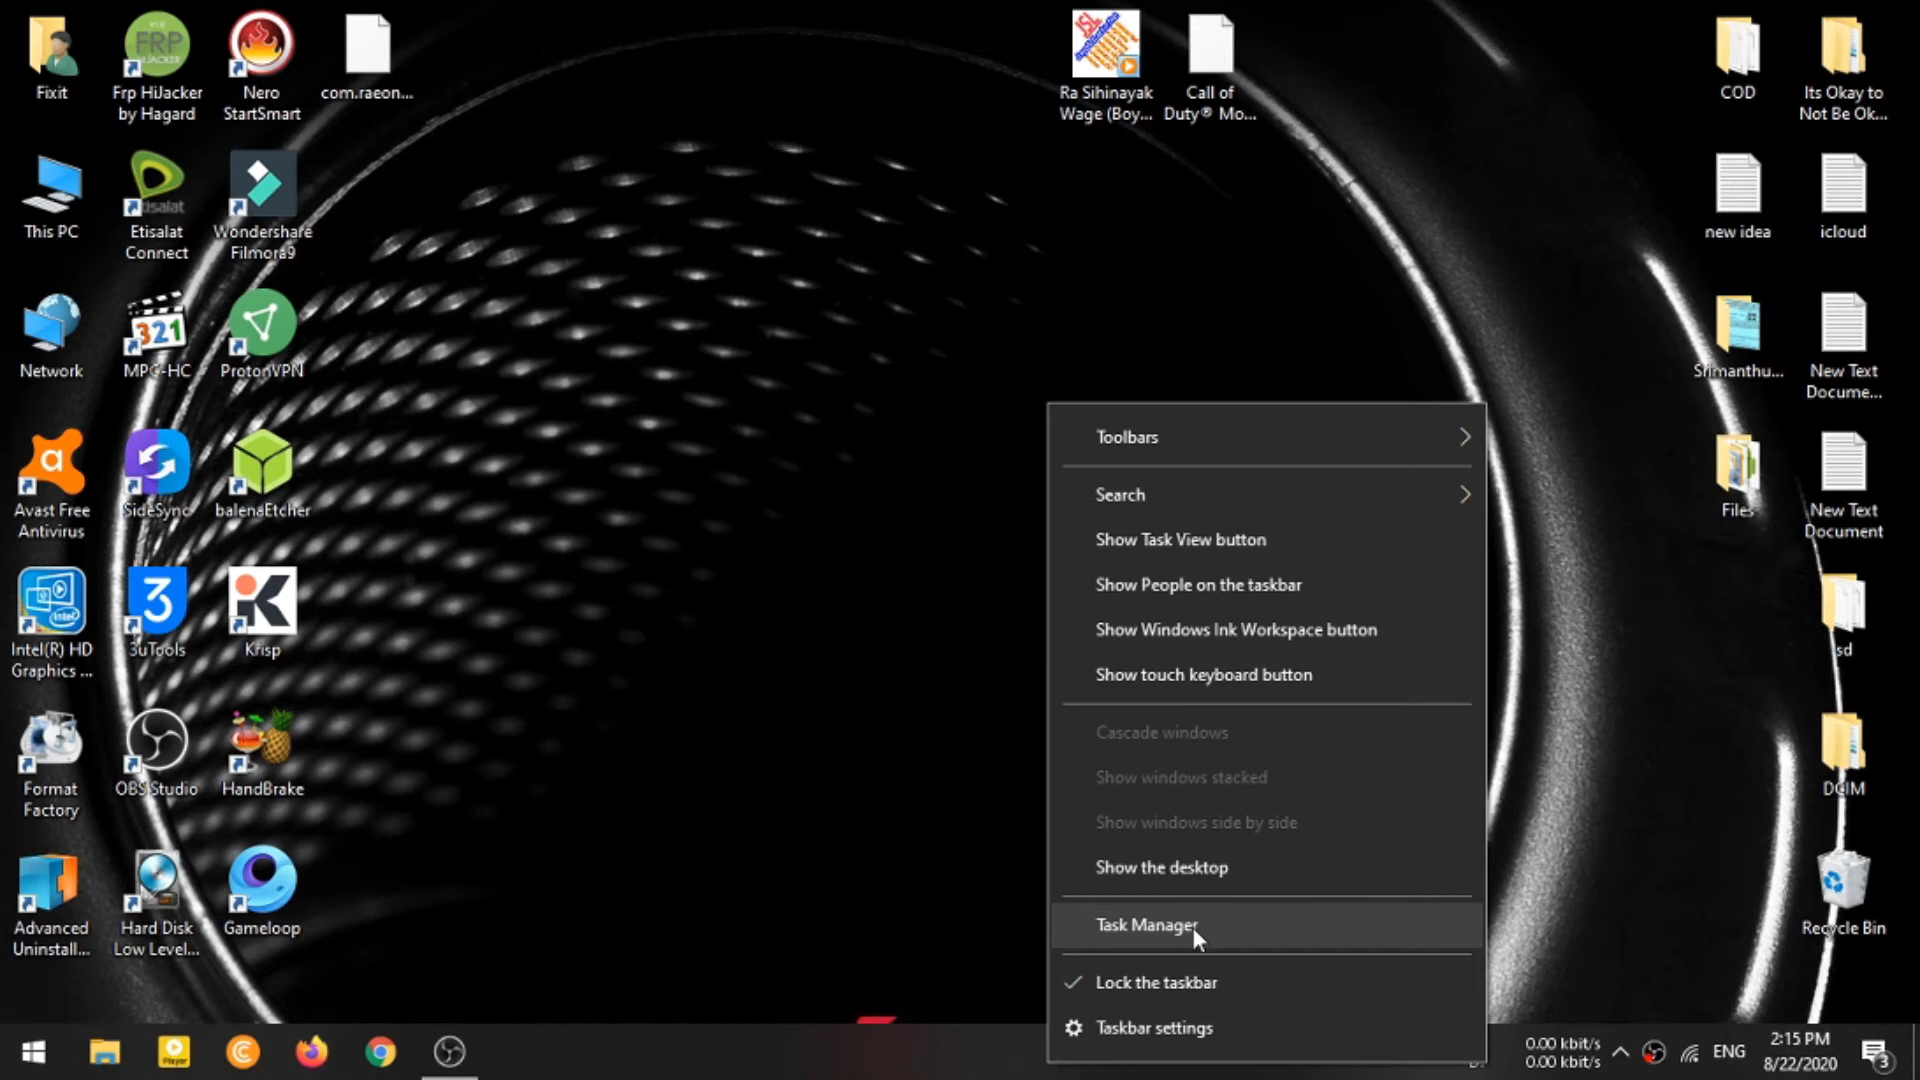 Fixit
Frp HiJacker
by Hagard
Nero
StartSmart
com.raeon...
Ra Sihinayak
Wage (Boy...
Call of
Duty® Mo...
COD
Its Okay to
Not Be Ok...
This PC
Etisalat
Connect
Wondershare
Filmora9
new idea
icloud
Network
MPC-HC
ProtonVPN
Srimanthu...
New Text
Docume...
Avast Free
Antivirus
SideSync
balenaEtcher
Files
New Text
Document
Intel(R) HD
Graphics ...
3uTools
Krisp
sd
Format
Factory
OBS Studio
HandBrake
DCIM
Advanced
Uninstall...
Hard Disk
Low Level...
Gameloop
Recycle Bin
Toolbars
Search
Show Task View button
Show People on the taskbar
Show Windows Ink Workspace button
Show touch keyboard button
Cascade windows
Show windows stacked
Show windows side by side
Show the desktop
Task Manager
Lock the taskbar
Taskbar settings
Player
0.00 kbit/s
0.00 kbit/s
ENG
2:15 PM
8/22/2020
3